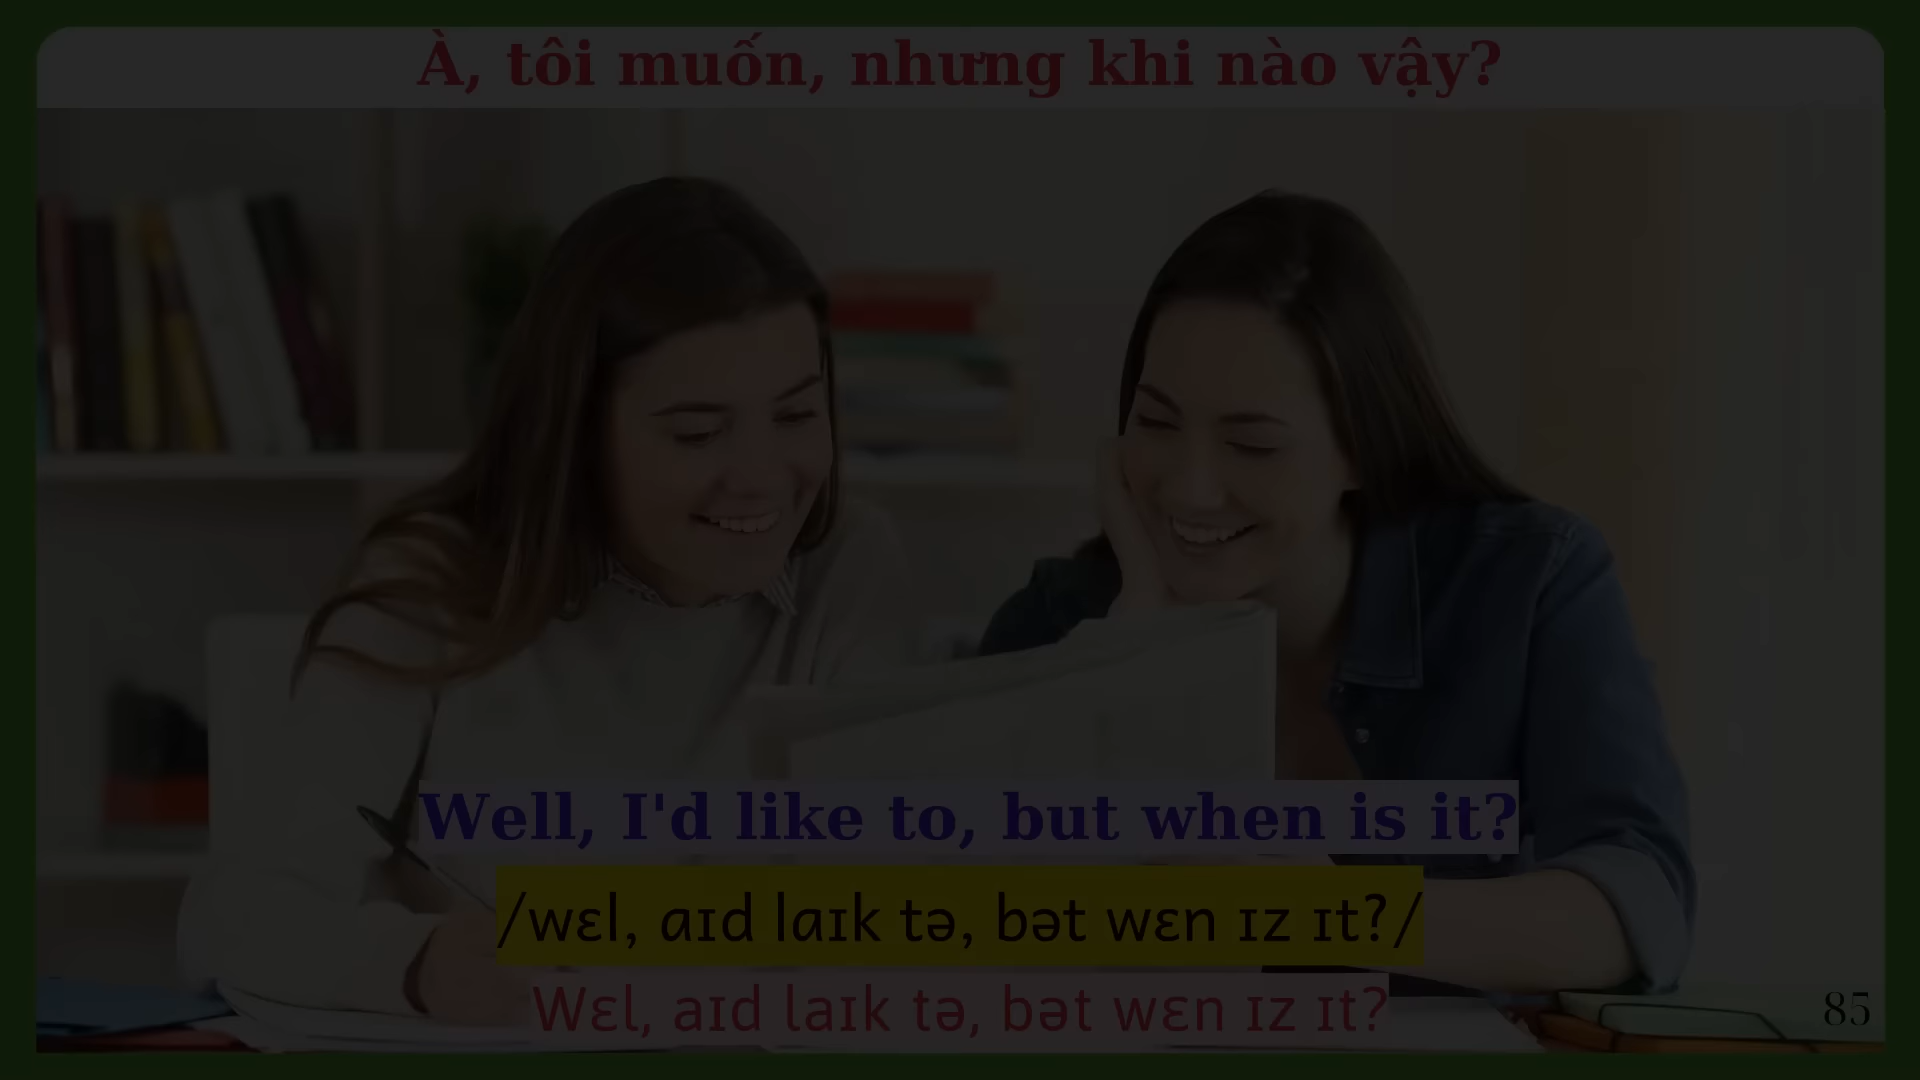 À, tôi muốn, nhưng khi nào vậy?
Well, I'd like to, but when is it?
/wɛl, aɪd laɪk tə, bət wɛn ɪz ɪt?/
Wɛl, aɪd laɪk tə, bət wɛn ɪz ɪt?
85